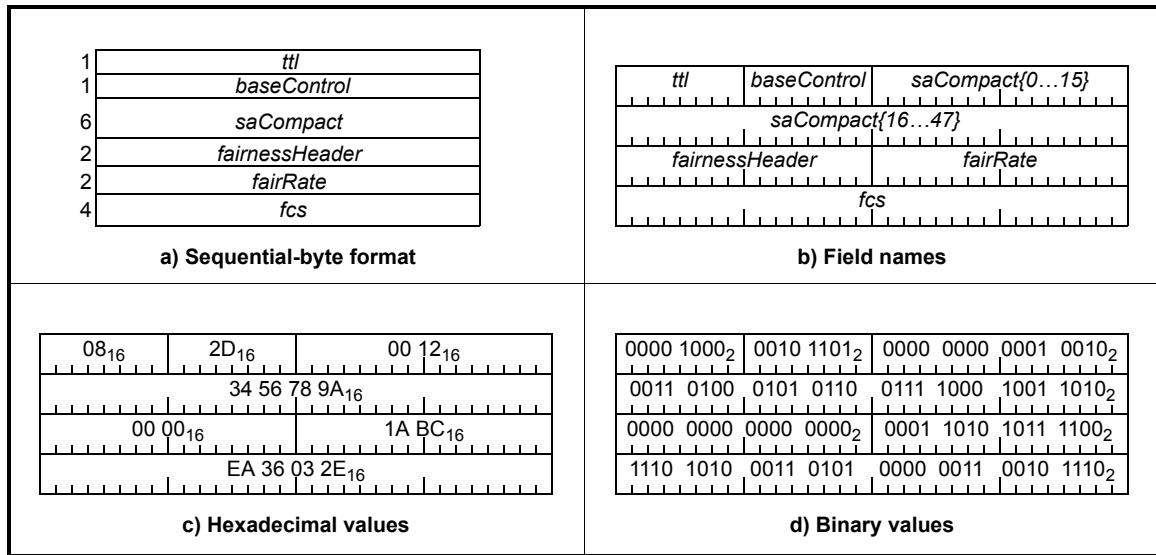 1 ttl
1 baseControl
6 saCompact
2 fairnessHeader
2 fairRate
4 fcs
a) Sequential-byte format
ttl baseControl saCompact{0…15}
saCompact{16…47}
fairnessHeader fairRate
fcs
b) Field names
08₁₆ 2D₁₆ 00 12₁₆
34 56 78 9A₁₆
00 00₁₆ 1A BC₁₆
EA 36 03 2E₁₆
c) Hexadecimal values
0000 1000₂ 0010 1101₂ 0000 0000 0001 0010₂
0011 0100 0101 0110 0111 1000 1001 1010₂
0000 0000 0000 0000₂ 0001 1010 1011 1100₂
1110 1010 0011 0101 0000 0011 0010 1110₂
d) Binary values